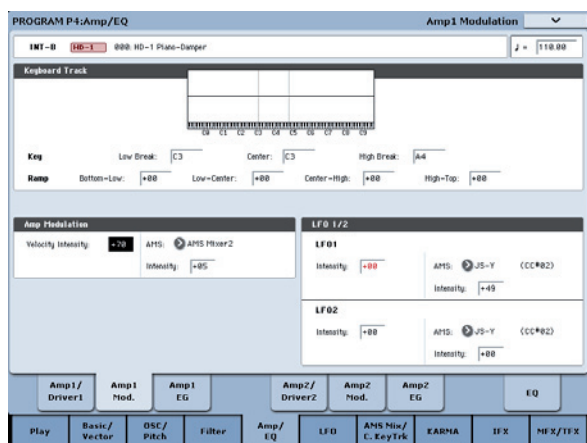 PROGRAM P4:Amp/EQ Amp1 Modulation
INT-B HD-1 000: HD-1 Piano-Damper ♩ = 110.00
Keyboard Track
C0 C1 C2 C3 C4 C5 C6 C7 C8 C9
Key Low Break: C3 Center: C3 High Break: A4
Ramp Bottom-Low: +00 Low-Center: +00 Center-High: +00 High-Top: +00
Amp Modulation LFO 1/2
Velocity Intensity: +70 AMS: AMS Mixer2
Intensity: +05
LFO1
Intensity: +00 AMS: JS-Y (CC#02)
Intensity: +49
LFO2
Intensity: +00 AMS: JS-Y (CC#02)
Intensity: +00
Amp1/ Driver1 Amp1 Mod. Amp1 EG Amp2/ Driver2 Amp2 Mod. Amp2 EG EQ
Play Basic/ Vector OSC/ Pitch Filter Amp/ EQ LFO AMS Mix/ C. KeyTrk KARMA IFX MFX/TFX